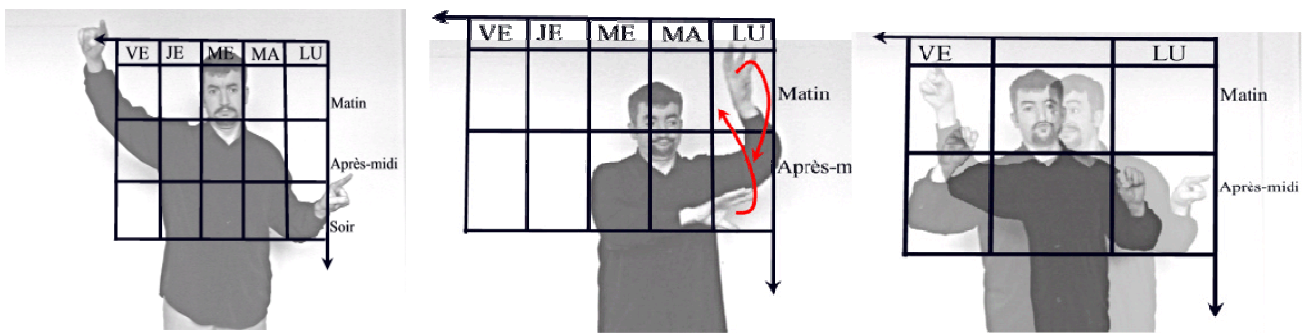 VE JE ME MA LU
Matin
Après-midi
Soir
VE JE ME MA LU
Matin
Après-m
VE LU
Matin
Après-midi